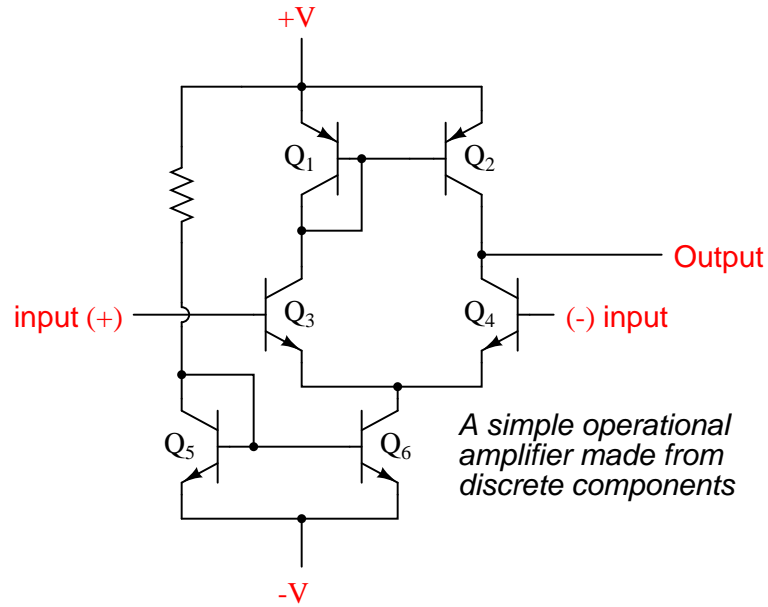 +V
Q1
Q2
Output
input (+)
Q3
Q4
(-) input
Q5
Q6
A simple operational
amplifier made from
discrete components
-V